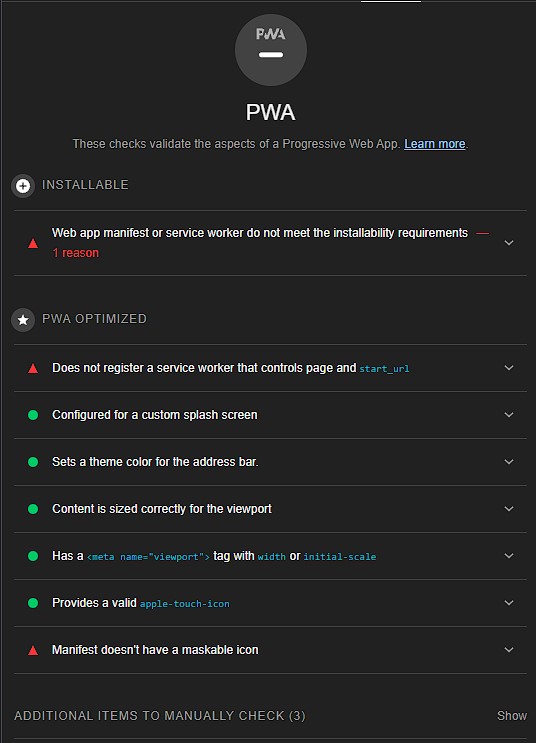 PWA
PWA
These checks validate the aspects of a Progressive Web App. Learn more.
INSTALLABLE
Web app manifest or service worker do not meet the installability requirements —
1 reason
PWA OPTIMIZED
Does not register a service worker that controls page and start_url
Configured for a custom splash screen
Sets a theme color for the address bar.
Content is sized correctly for the viewport
Has a <meta name="viewport"> tag with width or initial-scale
Provides a valid apple-touch-icon
Manifest doesn't have a maskable icon
ADDITIONAL ITEMS TO MANUALLY CHECK (3) Show